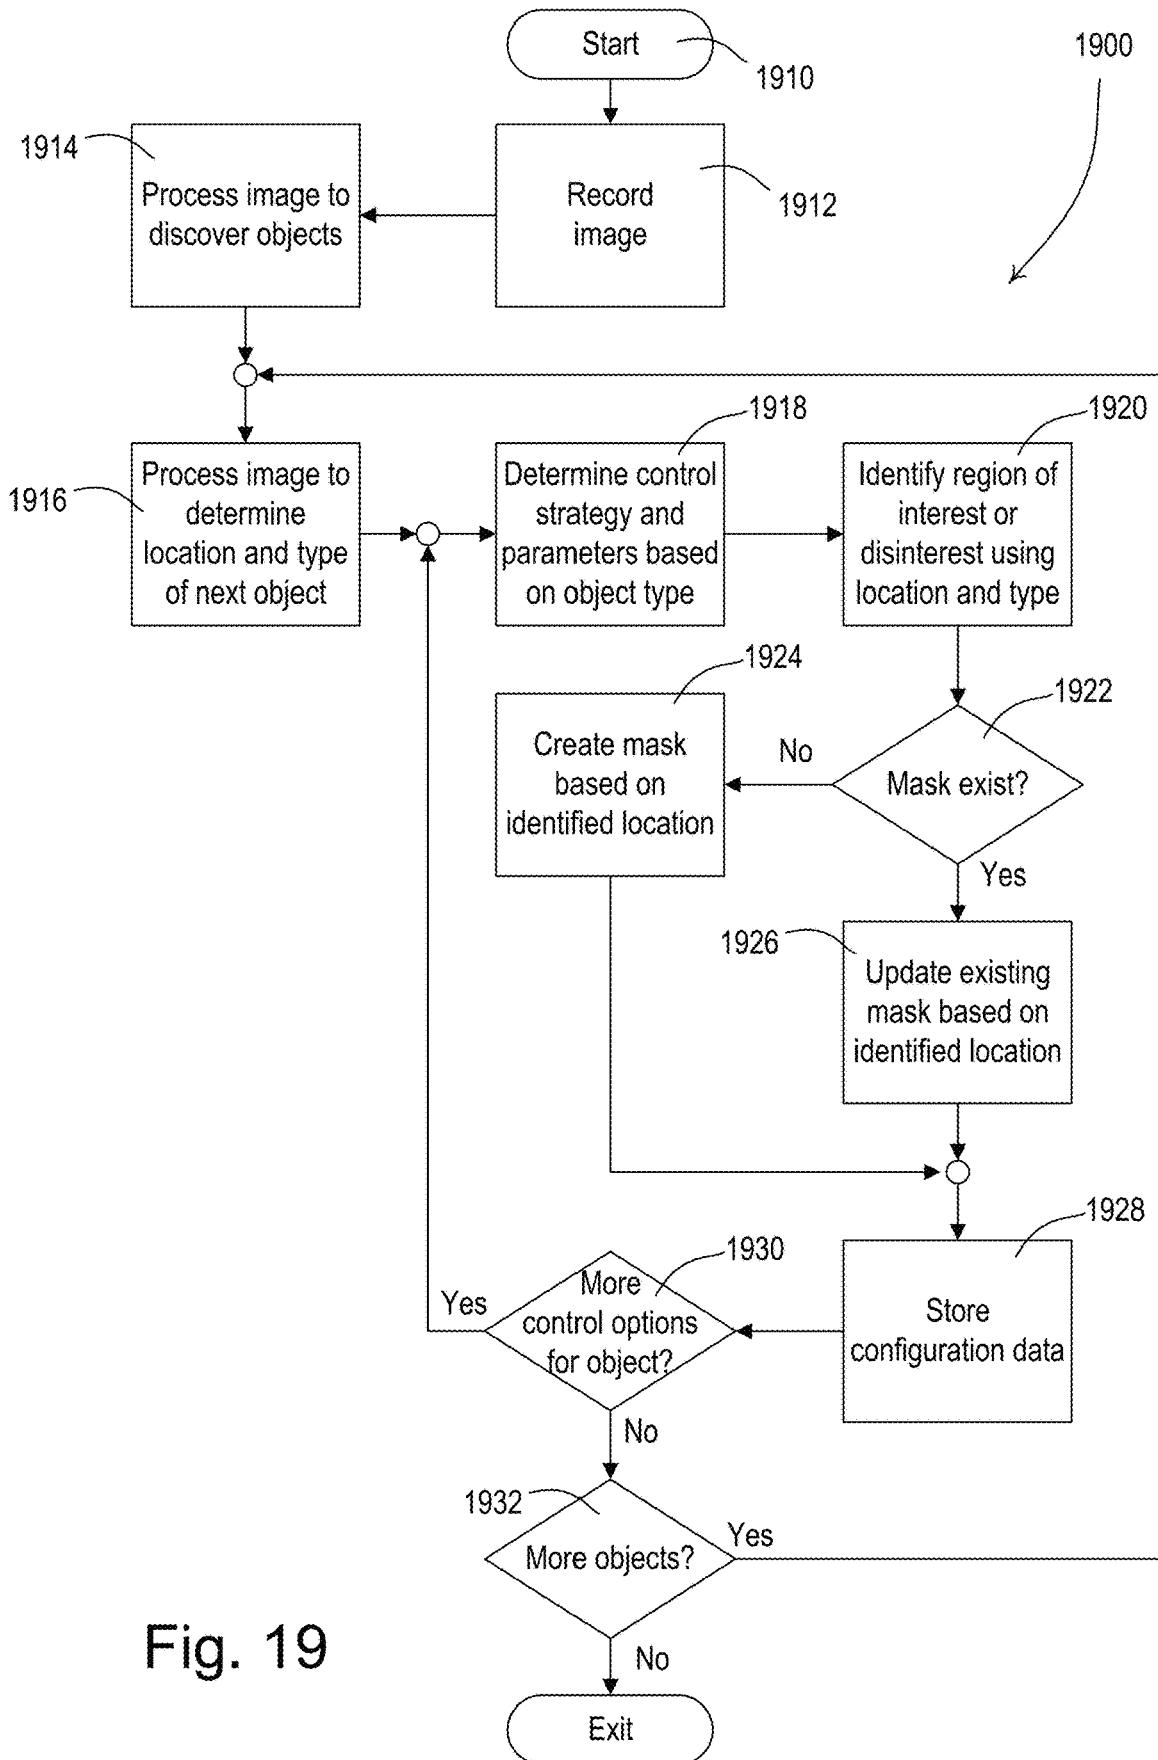 Start
1910
1900
1914
Process image to
discover objects
Record
image
1912
1916
Process image to
determine
location and type
of next object
1918
Determine control
strategy and
parameters based
on object type
1920
Identify region of
interest or
disinterest using
location and type
1924
Create mask
based on
identified location
No
1922
Mask exist?
Yes
1926
Update existing
mask based on
identified location
1928
Store
configuration data
1930
More
control options
for object?
Yes
No
1932
More objects?
Yes
No
Exit
Fig. 19